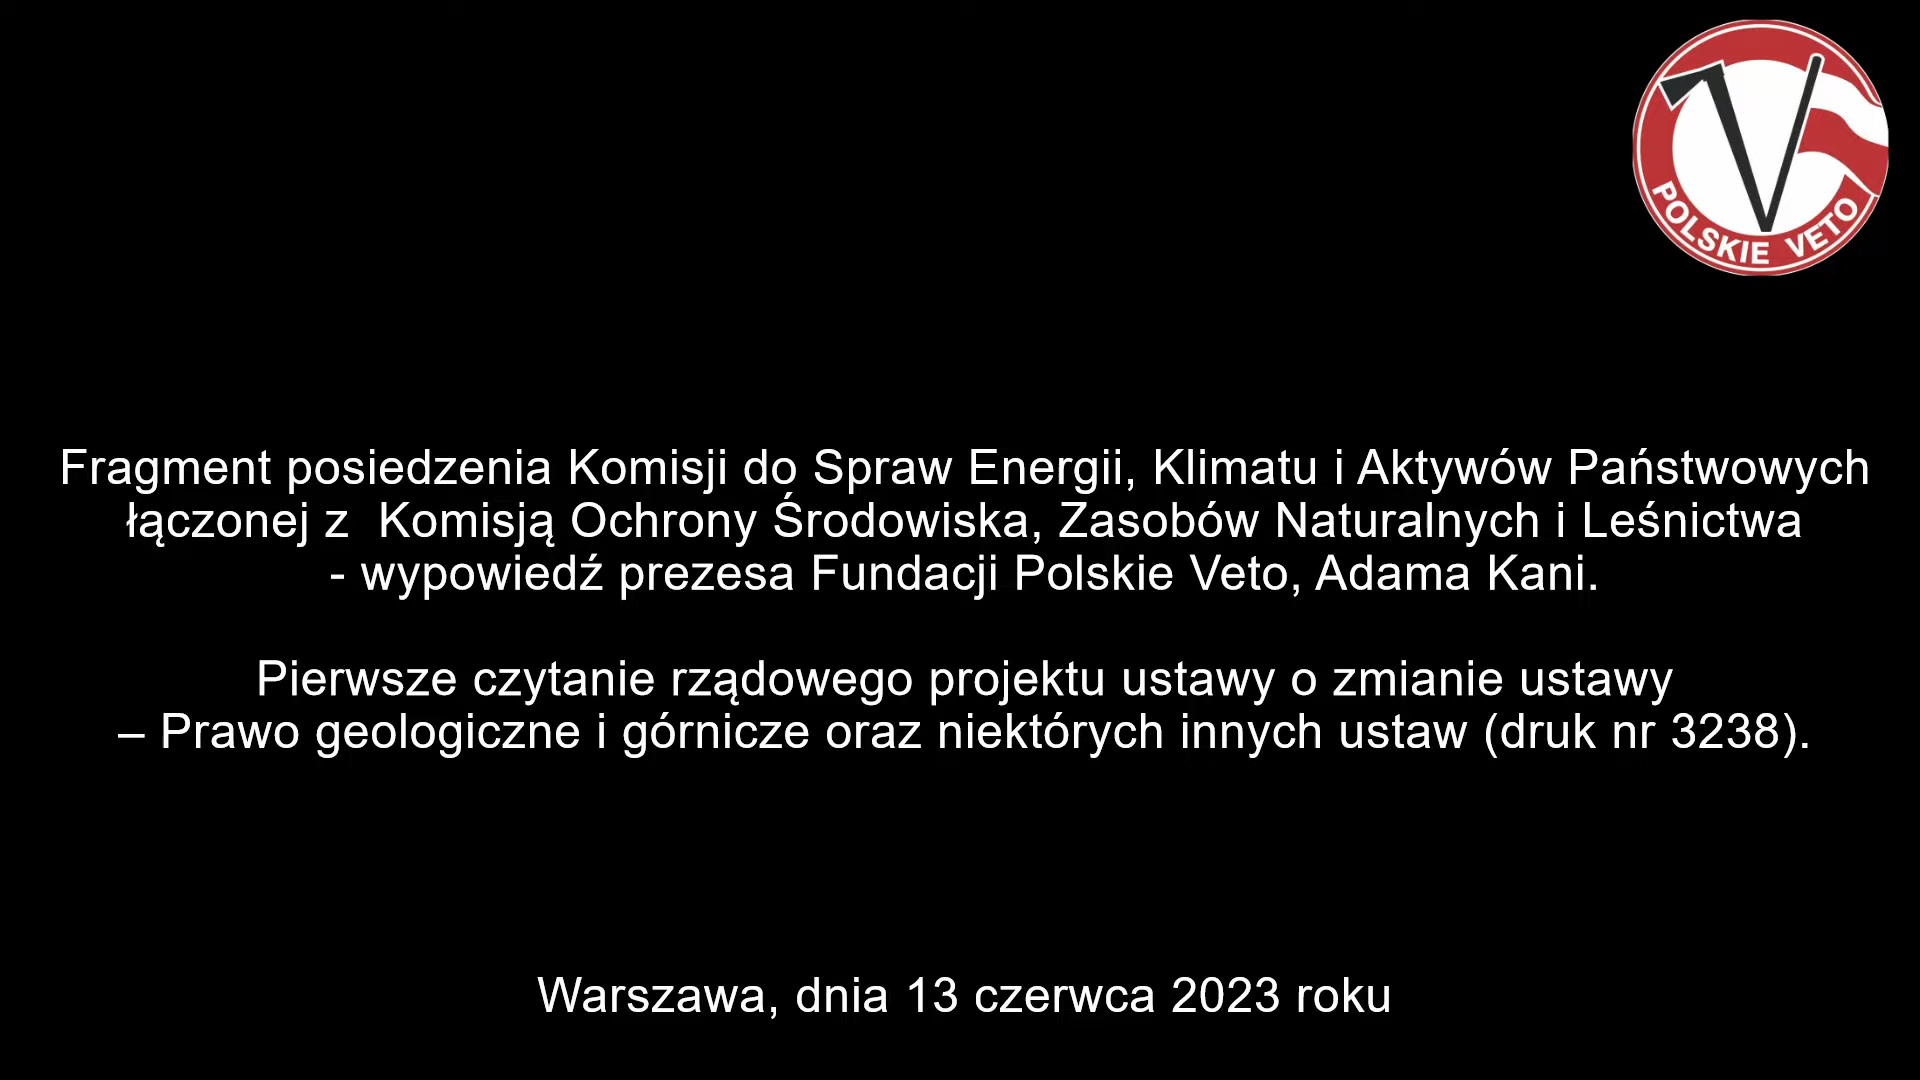 POLSKIE VETO
Fragment posiedzenia Komisji do Spraw Energii, Klimatu i Aktywów Państwowych
łączonej z  Komisją Ochrony Środowiska, Zasobów Naturalnych i Leśnictwa
- wypowiedź prezesa Fundacji Polskie Veto, Adama Kani.
Pierwsze czytanie rządowego projektu ustawy o zmianie ustawy
– Prawo geologiczne i górnicze oraz niektórych innych ustaw (druk nr 3238).
Warszawa, dnia 13 czerwca 2023 roku